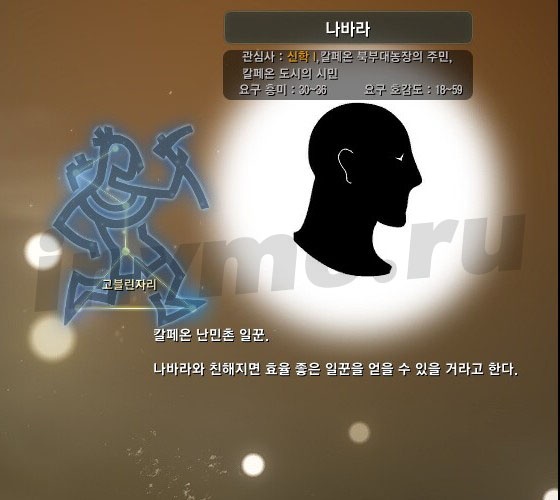 나바라
관심사 : 신학 I,칼페온 북부대농장의 주민,
칼페온 도시의 시민
요구 흥미 : 30~36 요구 호감도 : 18~59
고블린자리
칼페온 난민촌 일꾼.
나바라와 친해지면 효율 좋은 일꾼을 얻을 수 있을 거라고 한다.